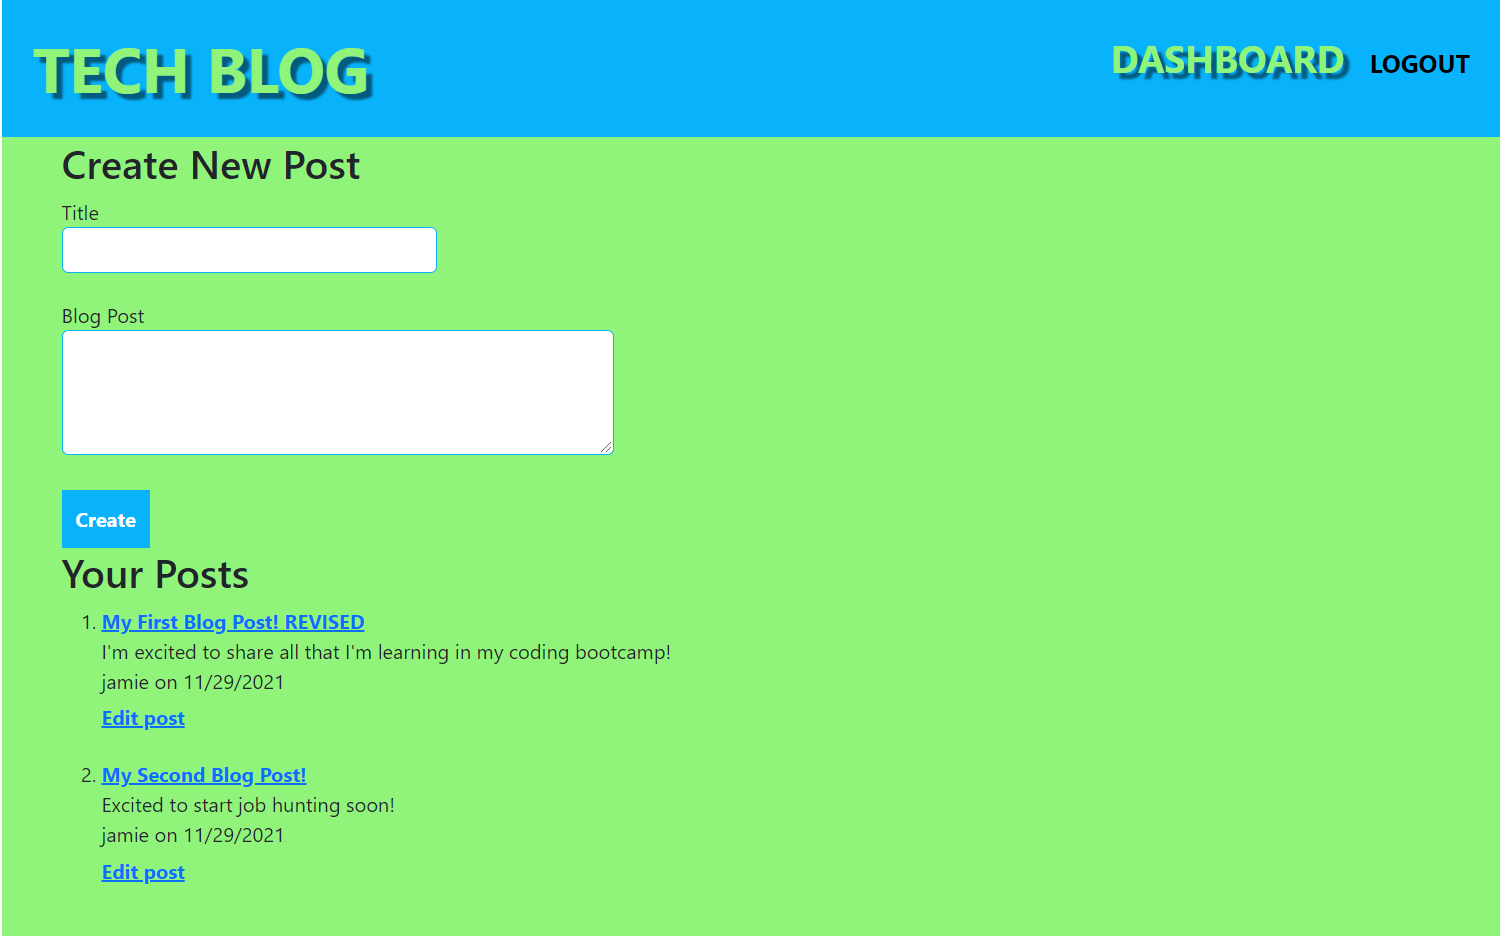 TECH BLOG
DASHBOARD LOGOUT
Create New Post
Title
Blog Post
Create
Your Posts
1. My First Blog Post! REVISED
I'm excited to share all that I'm learning in my coding bootcamp!
jamie on 11/29/2021
Edit post
2. My Second Blog Post!
Excited to start job hunting soon!
jamie on 11/29/2021
Edit post